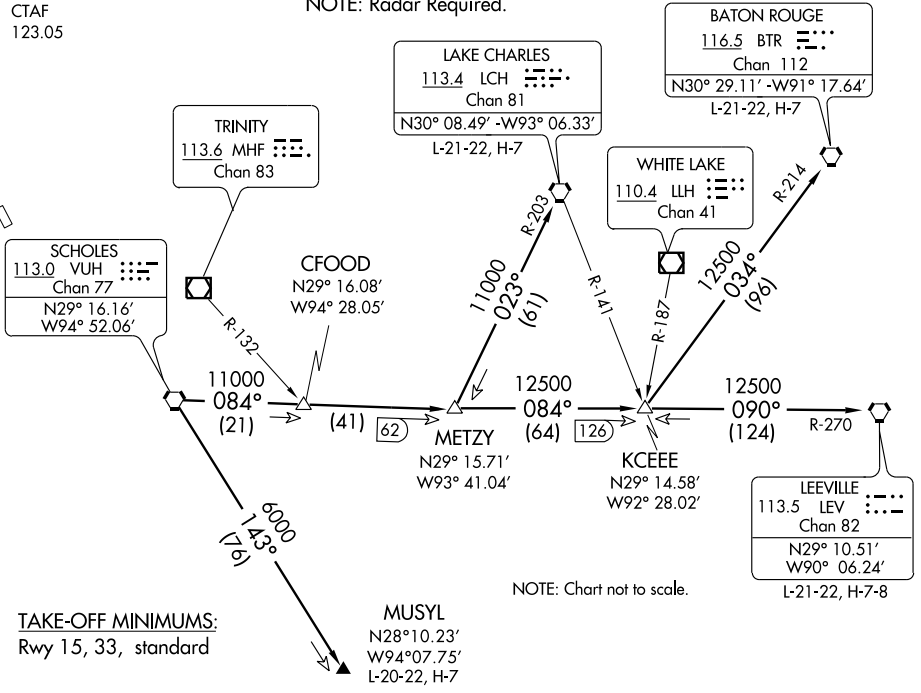 CTAF
123.05
NOTE: Radar Required.
BATON ROUGE
116.5 BTR
Chan 112
N30° 29.11′ -W91° 17.64′
L-21-22, H-7
LAKE CHARLES
113.4 LCH
Chan 81
N30° 08.49′ -W93° 06.33′
L-21-22, H-7
TRINITY
113.6 MHF
Chan 83
WHITE LAKE
110.4 LLH
Chan 41
SCHOLES
113.0 VUH
Chan 77
N29° 16.16′
W94° 52.06′
CFOOD
N29° 16.08′
W94° 28.05′
R-132
R-203
R-141
R-187
R-214
11000
023°
(61)
12500
034°
(96)
11000
084°
(21)
(41)
62
METZY
N29° 15.71′
W93° 41.04′
12500
084°
(64)
126
KCEEE
N29° 14.58′
W92° 28.02′
12500
090°
(124)
R-270
LEEVILLE
113.5 LEV
Chan 82
N29° 10.51′
W90° 06.24′
L-21-22, H-7-8
6000
143°
(76)
NOTE: Chart not to scale.
MUSYL
N28°10.23′
W94°07.75′
L-20-22, H-7
TAKE-OFF MINIMUMS:
Rwy 15, 33, standard